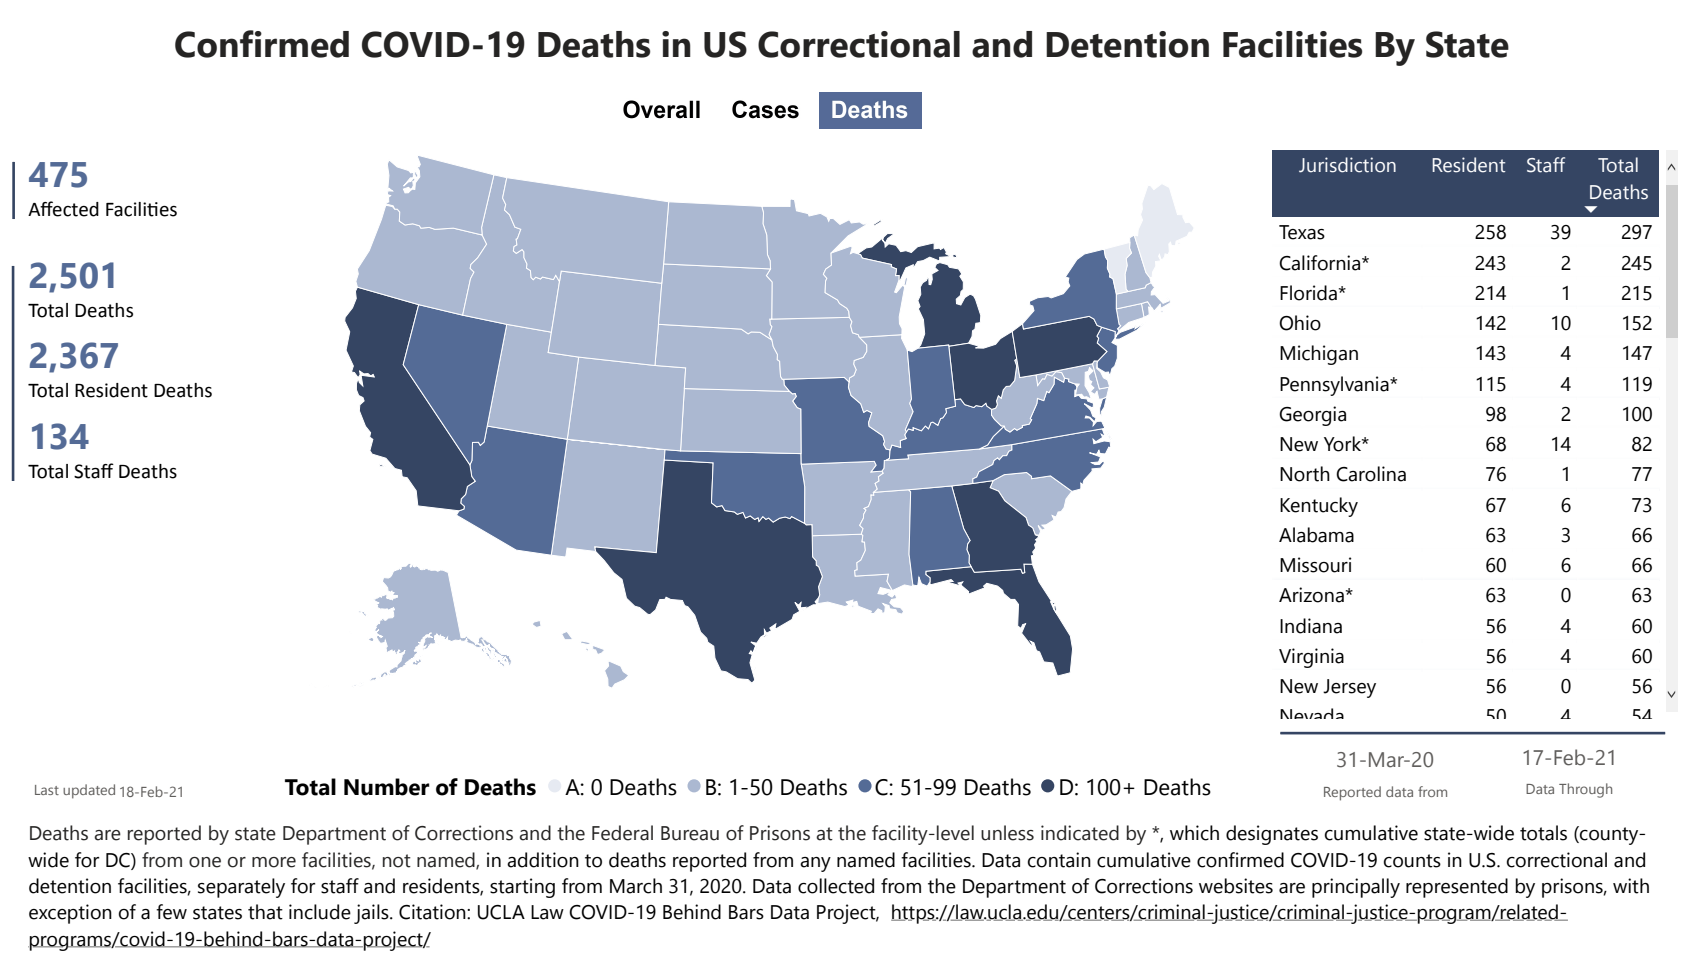 Confirmed COVID-19 Deaths in US Correctional and Detention Facilities By State
Overall Cases Deaths
475
Affected Facilities
2,501
Total Deaths
2,367
Total Resident Deaths
134
Total Staff Deaths
Jurisdiction Resident Staff Total Deaths
Texas 258 39 297
California* 243 2 245
Florida* 214 1 215
Ohio 142 10 152
Michigan 143 4 147
Pennsylvania* 115 4 119
Georgia 98 2 100
New York* 68 14 82
North Carolina 76 1 77
Kentucky 67 6 73
Alabama 63 3 66
Missouri 60 6 66
Arizona* 63 0 63
Indiana 56 4 60
Virginia 56 4 60
New Jersey 56 0 56
Nevada 50 4 54
31-Mar-20 17-Feb-21
Reported data from Data Through
Last updated 18-Feb-21
Total Number of Deaths A: 0 Deaths B: 1-50 Deaths C: 51-99 Deaths D: 100+ Deaths
Deaths are reported by state Department of Corrections and the Federal Bureau of Prisons at the facility-level unless indicated by *, which designates cumulative state-wide totals (county-
wide for DC) from one or more facilities, not named, in addition to deaths reported from any named facilities. Data contain cumulative confirmed COVID-19 counts in U.S. correctional and
detention facilities, separately for staff and residents, starting from March 31, 2020. Data collected from the Department of Corrections websites are principally represented by prisons, with
exception of a few states that include jails. Citation: UCLA Law COVID-19 Behind Bars Data Project, https://law.ucla.edu/centers/criminal-justice/criminal-justice-program/related-
programs/covid-19-behind-bars-data-project/